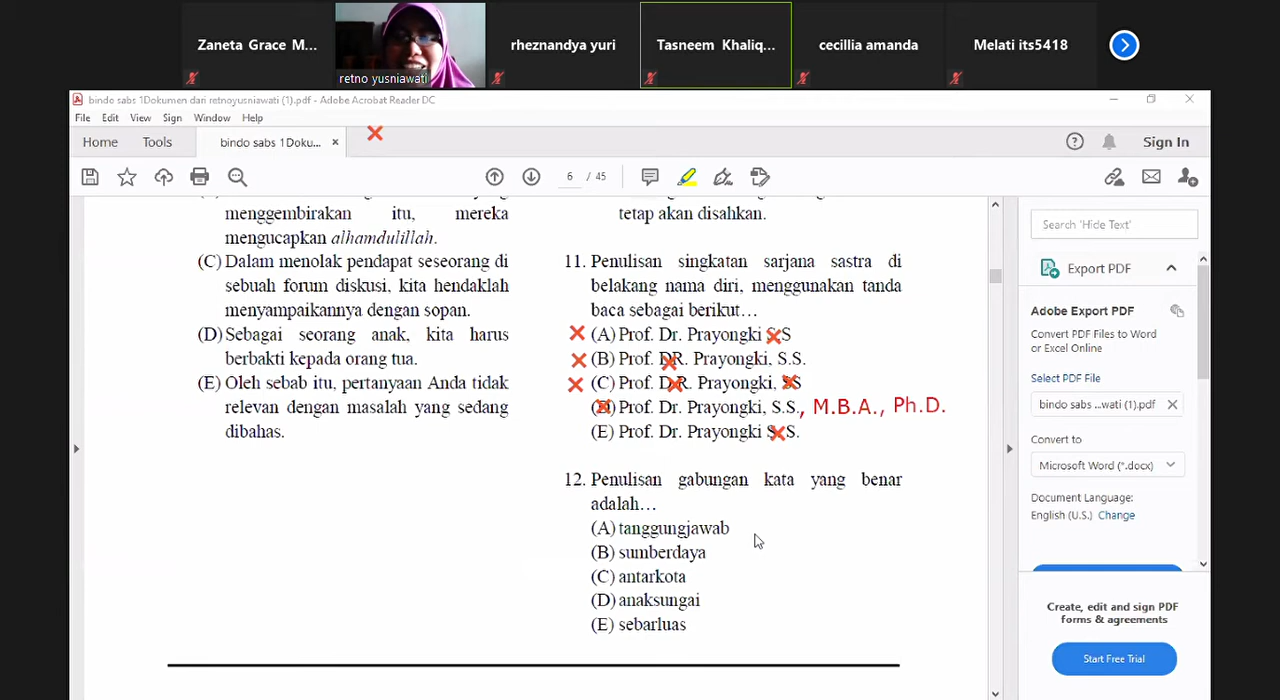 Zaneta Grace M...
retno yusniawati
rheznandya yuri
Tasneem Khaliq...
cecillia amanda
Melati its5418
bindo sabs 1Dokumen dari retnoyusniawati (1).pdf - Adobe Acrobat Reader DC
File Edit View Sign Window Help
Home Tools bindo sabs 1Doku... × Sign In
6 / 45
menggembirakan itu, mereka
mengucapkan alhamdulillah.
(C) Dalam menolak pendapat seseorang di
sebuah forum diskusi, kita hendaklah
menyampaikannya dengan sopan.
(D) Sebagai seorang anak, kita harus
berbakti kepada orang tua.
(E) Oleh sebab itu, pertanyaan Anda tidak
relevan dengan masalah yang sedang
dibahas.
tetap akan disahkan.
11. Penulisan singkatan sarjana sastra di
belakang nama diri, menggunakan tanda
baca sebagai berikut...
(A) Prof. Dr. Prayongki S.S
(B) Prof. DR. Prayongki, S.S.
(C) Prof. D.R. Prayongki, S.S
(D) Prof. Dr. Prayongki, S.S., M.B.A., Ph.D.
(E) Prof. Dr. Prayongki S.S.
12. Penulisan gabungan kata yang benar
adalah...
(A) tanggungjawab
(B) sumberdaya
(C) antarkota
(D) anaksungai
(E) sebarluas
Search 'Hide Text'
Export PDF
Adobe Export PDF
Convert PDF Files to Word
or Excel Online
Select PDF File
bindo sabs ...wati (1).pdf ×
Convert to
Microsoft Word (*.docx)
Document Language:
English (U.S.) Change
Create, edit and sign PDF
forms & agreements
Start Free Trial